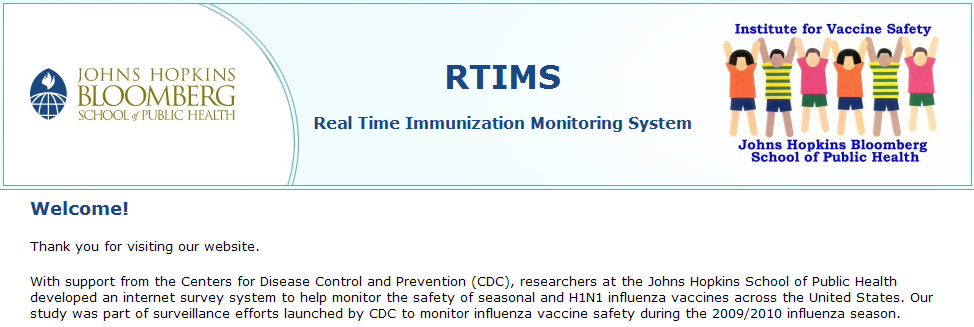 JOHNS HOPKINS
BLOOMBERG
SCHOOL of PUBLIC HEALTH
RTIMS
Real Time Immunization Monitoring System
Institute for Vaccine Safety
Johns Hopkins Bloomberg
School of Public Health
Welcome!
Thank you for visiting our website.
With support from the Centers for Disease Control and Prevention (CDC), researchers at the Johns Hopkins School of Public Health
developed an internet survey system to help monitor the safety of seasonal and H1N1 influenza vaccines across the United States. Our
study was part of surveillance efforts launched by CDC to monitor influenza vaccine safety during the 2009/2010 influenza season.